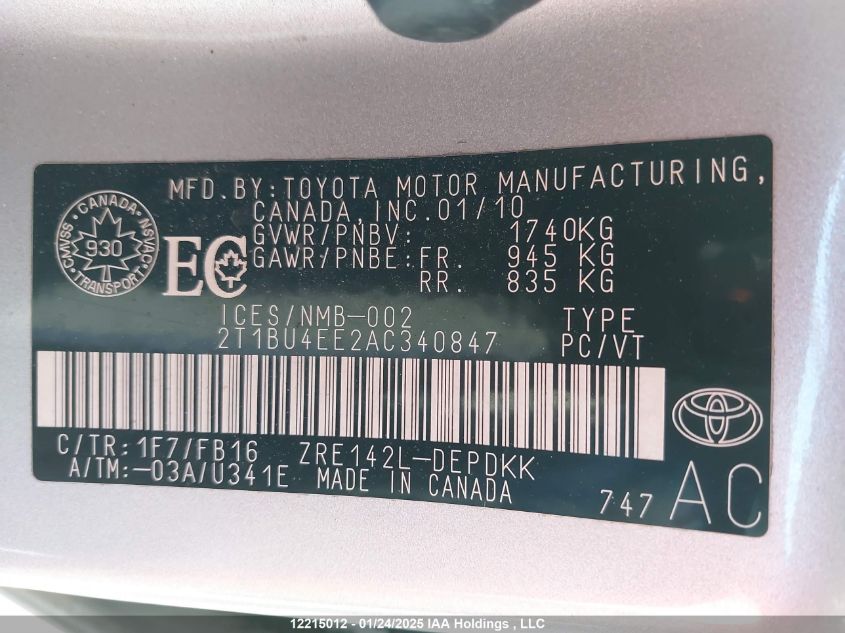 MFD. BY: TOYOTA MOTOR MANUFACTURING,
CANADA, INC. 01/10
GVWR/PNBV: 1740KG
GAWR/PNBE: FR. 945 KG
RR. 835 KG
CANADA
930
TRANSPORT
CMVSS
NSVAC
EC
ICES/NMB-002 TYPE
2T1BU4EE2AC340847 PC/VT
C/TR: 1F7/FB16 ZRE142L-DEPDKK
A/TM: -03A/U341E MADE IN CANADA
747 AC
12215012 - 01/24/2025 IAA Holdings , LLC